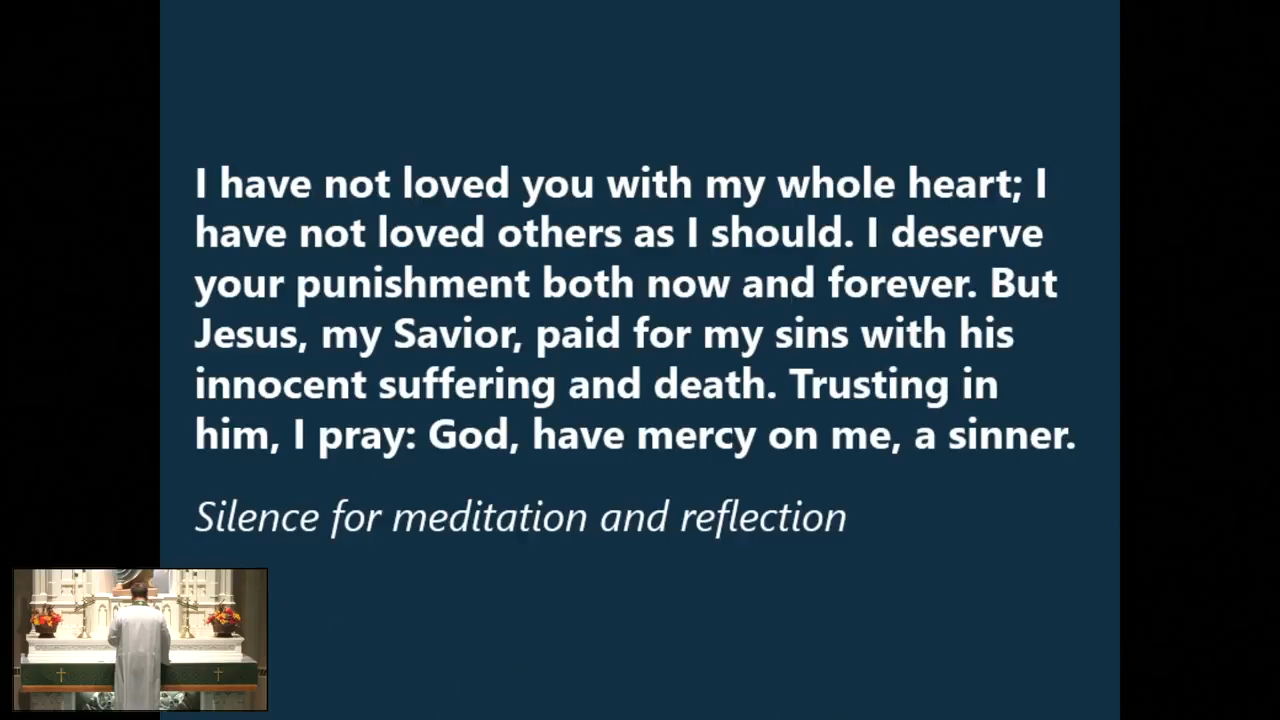 I have not loved you with my whole heart; I
have not loved others as I should. I deserve
your punishment both now and forever. But
Jesus, my Savior, paid for my sins with his
innocent suffering and death. Trusting in
him, I pray: God, have mercy on me, a sinner.
Silence for meditation and reflection